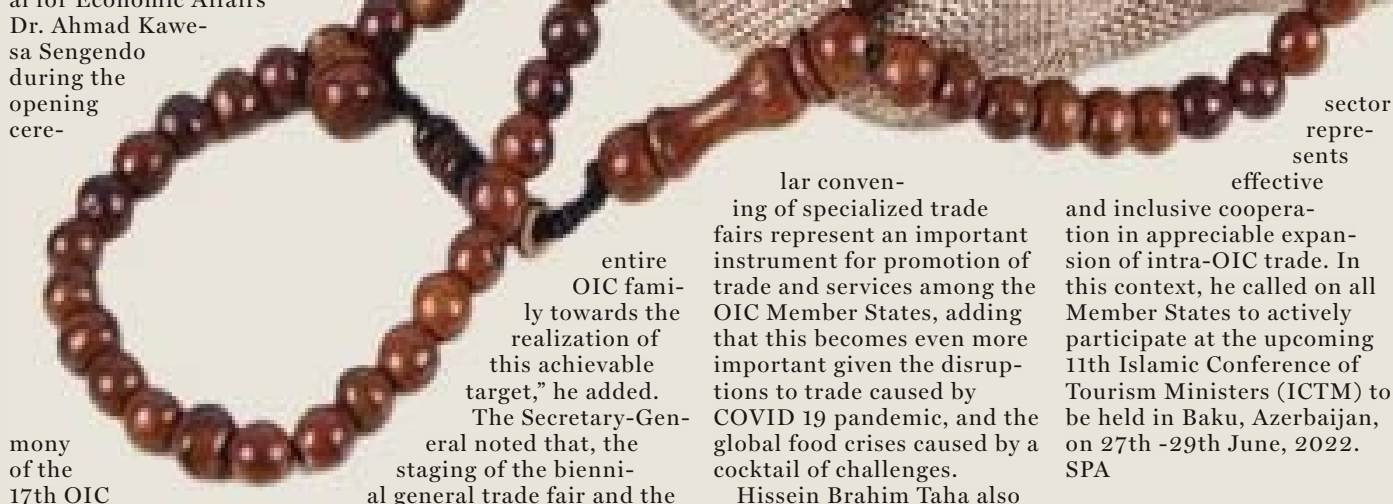 al for Economic Affairs
Dr. Ahmad Kawe-
sa Sengendo
during the
opening
cere-
mony
of the
17th OIC
entire
OIC fami-
ly towards the
realization of
this achievable
target,” he added.
The Secretary-Gen-
eral noted that, the
staging of the bienni-
al general trade fair and the
lar conven-
ing of specialized trade
fairs represent an important
instrument for promotion of
trade and services among the
OIC Member States, adding
that this becomes even more
important given the disrup-
tions to trade caused by
COVID 19 pandemic, and the
global food crises caused by a
cocktail of challenges.
Hissein Brahim Taha also
sector
repre-
sents
effective
and inclusive coopera-
tion in appreciable expan-
sion of intra-OIC trade. In
this context, he called on all
Member States to actively
participate at the upcoming
11th Islamic Conference of
Tourism Ministers (ICTM) to
be held in Baku, Azerbaijan,
on 27th -29th June, 2022.
SPA